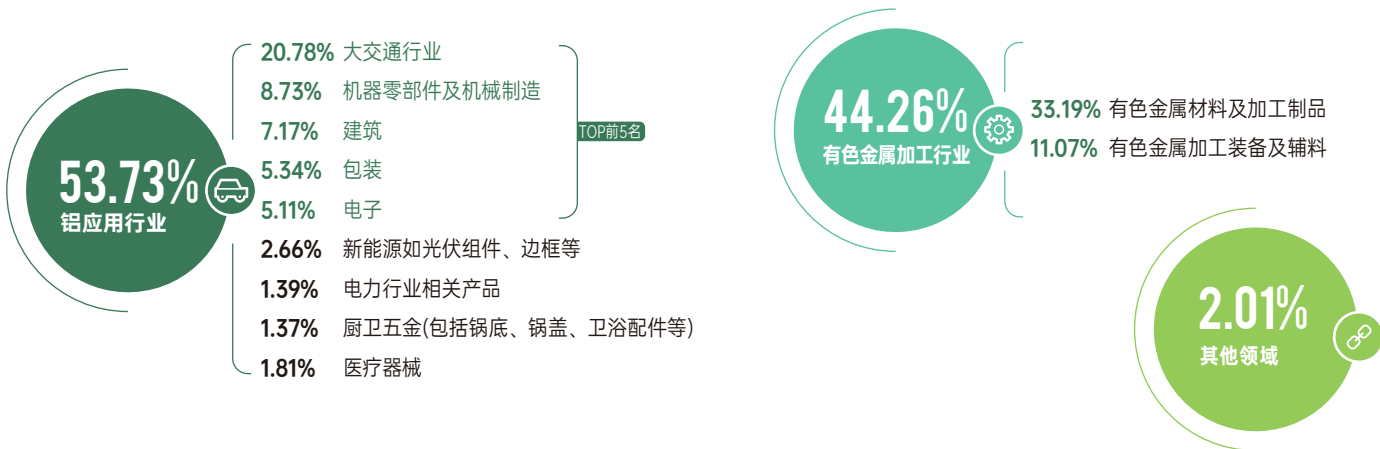 53.73%
铝应用行业
20.78% 大交通行业
8.73% 机器零部件及机械制造
7.17% 建筑
5.34% 包装
5.11% 电子
TOP前5名
2.66% 新能源如光伏组件、边框等
1.39% 电力行业相关产品
1.37% 厨卫五金(包括锅底、锅盖、卫浴配件等)
1.81% 医疗器械
44.26%
有色金属加工行业
33.19% 有色金属材料及加工制品
11.07% 有色金属加工装备及辅料
2.01%
其他领域